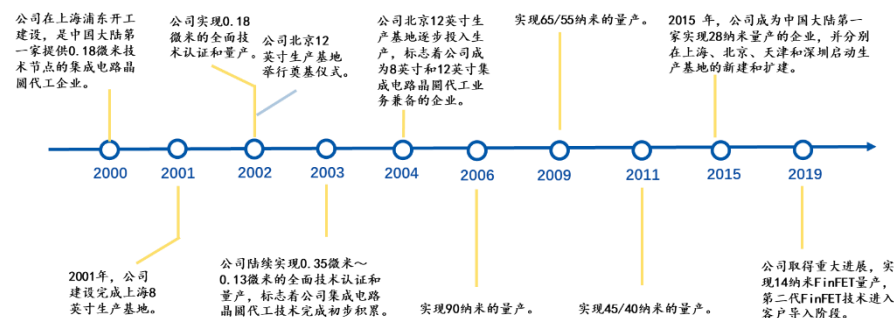 公司在上海浦东开工
建设，是中国大陆第
一家提供0.18微米技
术节点的集成电路晶
圆代工企业。
公司实现0.18
微米的全面技
术认证和量产。
公司北京12
英寸生产基地
举行奠基仪式。
公司北京12英寸生
产基地逐步投入生
产，标志着公司成
为8英寸和12英寸集
成电路晶圆代工业
务兼备的企业。
实现65/55纳米的量产。
2015 年，公司成为中国大陆第一
家实现28纳米量产的企业，并分别
在上海、北京、天津和深圳启动生
产基地的新建和扩建。
2000
2001
2002
2003
2004
2006
2009
2011
2015
2019
2001年，公司
建设完成上海8
英寸生产基地。
公司陆续实现0.35微米～
0.13微米的全面技术认证和
量产，标志着公司集成电路
晶圆代工技术完成初步积累。
实现90纳米的量产。
实现45/40纳米的量产。
公司取得重大进展，实
现14纳米FinFET量产，
第二代FinFET技术进入
客户导入阶段。